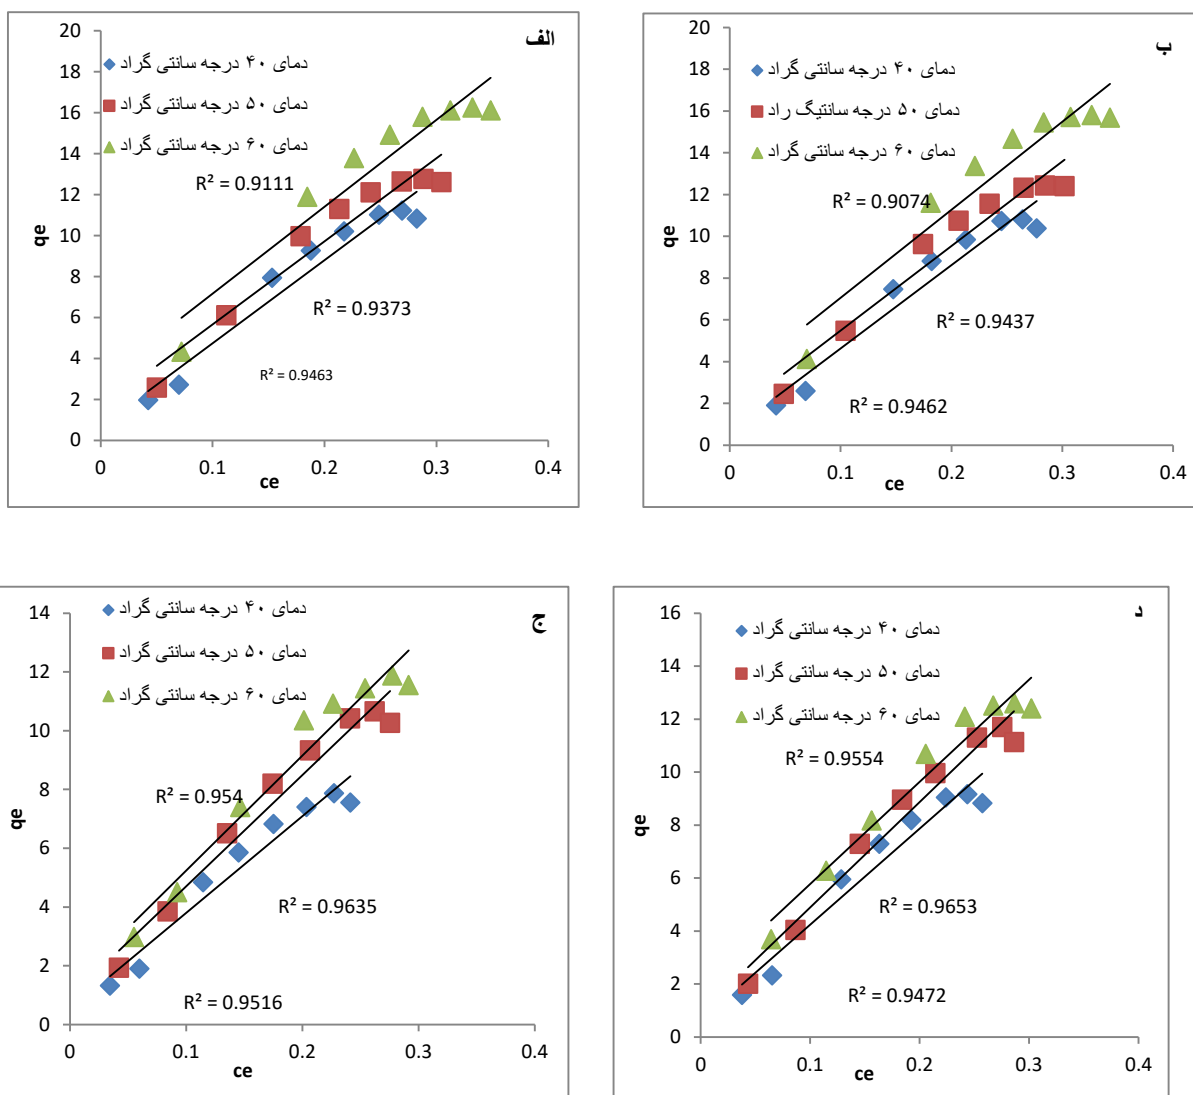 الف
دمای ۴۰ درجه سانتی گراد
دمای ۵۰ درجه سانتی گراد
دمای ۶۰ درجه سانتی گراد
R² = 0.9111
R² = 0.9373
R² = 0.9463
20
18
16
14
12
10
8
6
4
2
0
qe
0 0.1 0.2 0.3 0.4
ce
ب
دمای ۴۰ درجه سانتی گراد
دمای ۵۰ درجه سانتیگ راد
دمای ۶۰ درجه سانتی گراد
R² = 0.9074
R² = 0.9437
R² = 0.9462
20
18
16
14
12
10
8
6
4
2
0
qe
0 0.1 0.2 0.3 0.4
ce
ج
دمای ۴۰ درجه سانتی گراد
دمای ۵۰ درجه سانتی گراد
دمای ۶۰ درجه سانتی گراد
R² = 0.954
R² = 0.9635
R² = 0.9516
14
12
10
8
6
4
2
0
qe
0 0.1 0.2 0.3 0.4
ce
د
دمای ۴۰ درجه سانتی گراد
دمای ۵۰ درجه سانتی گراد
دمای ۶۰ درجه سانتی گراد
R² = 0.9554
R² = 0.9653
R² = 0.9472
16
14
12
10
8
6
4
2
0
qe
0 0.1 0.2 0.3 0.4
ce